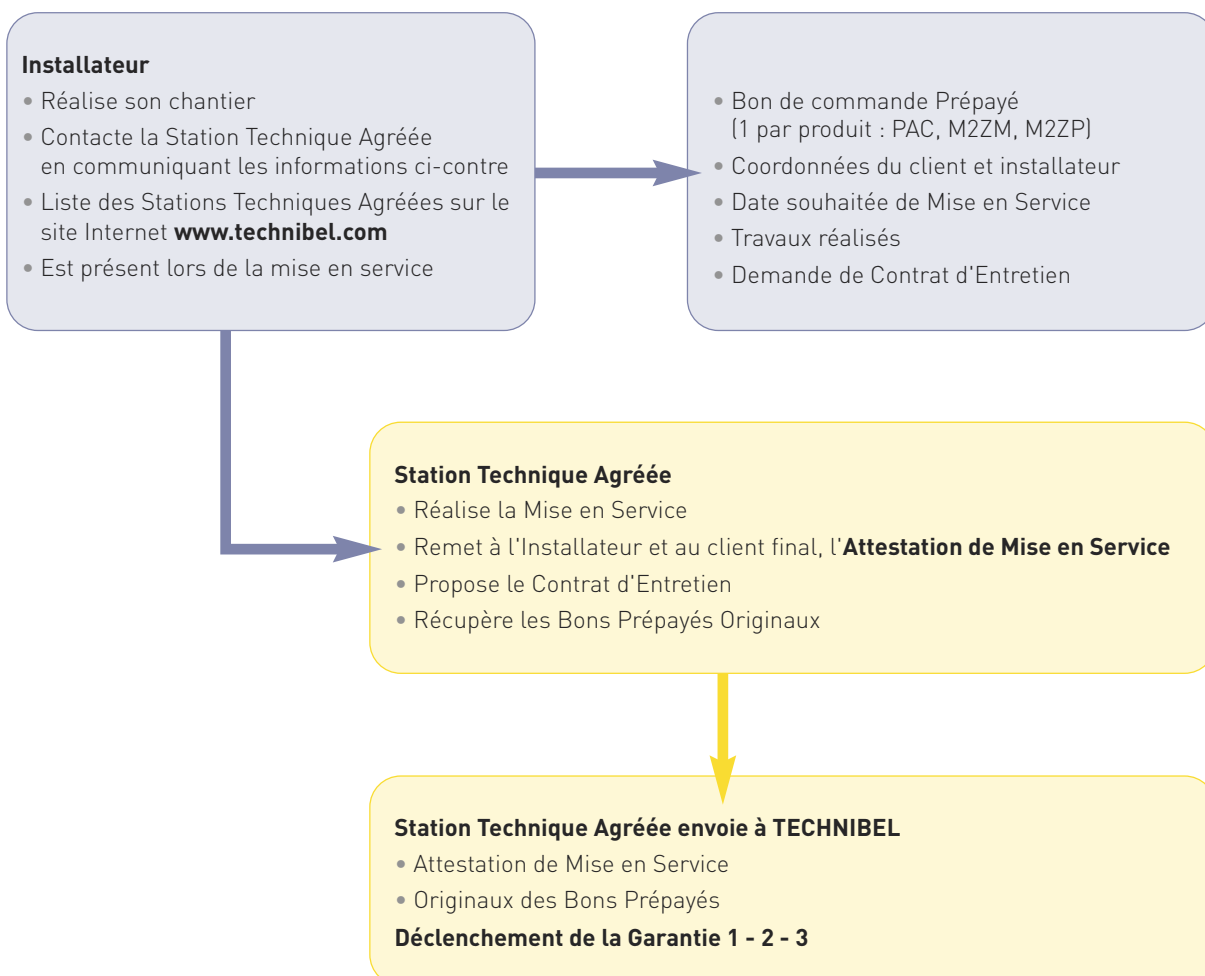 Installateur
• Réalise son chantier
• Contacte la Station Technique Agréée
en communiquant les informations ci-contre
• Liste des Stations Techniques Agréées sur le
site Internet www.technibel.com
• Est présent lors de la mise en service
• Bon de commande Prépayé
(1 par produit : PAC, M2ZM, M2ZP)
• Coordonnées du client et installateur
• Date souhaitée de Mise en Service
• Travaux réalisés
• Demande de Contrat d'Entretien
Station Technique Agréée
• Réalise la Mise en Service
• Remet à l'Installateur et au client final, l'Attestation de Mise en Service
• Propose le Contrat d'Entretien
• Récupère les Bons Prépayés Originaux
Station Technique Agréée envoie à TECHNIBEL
• Attestation de Mise en Service
• Originaux des Bons Prépayés
Déclenchement de la Garantie 1 - 2 - 3